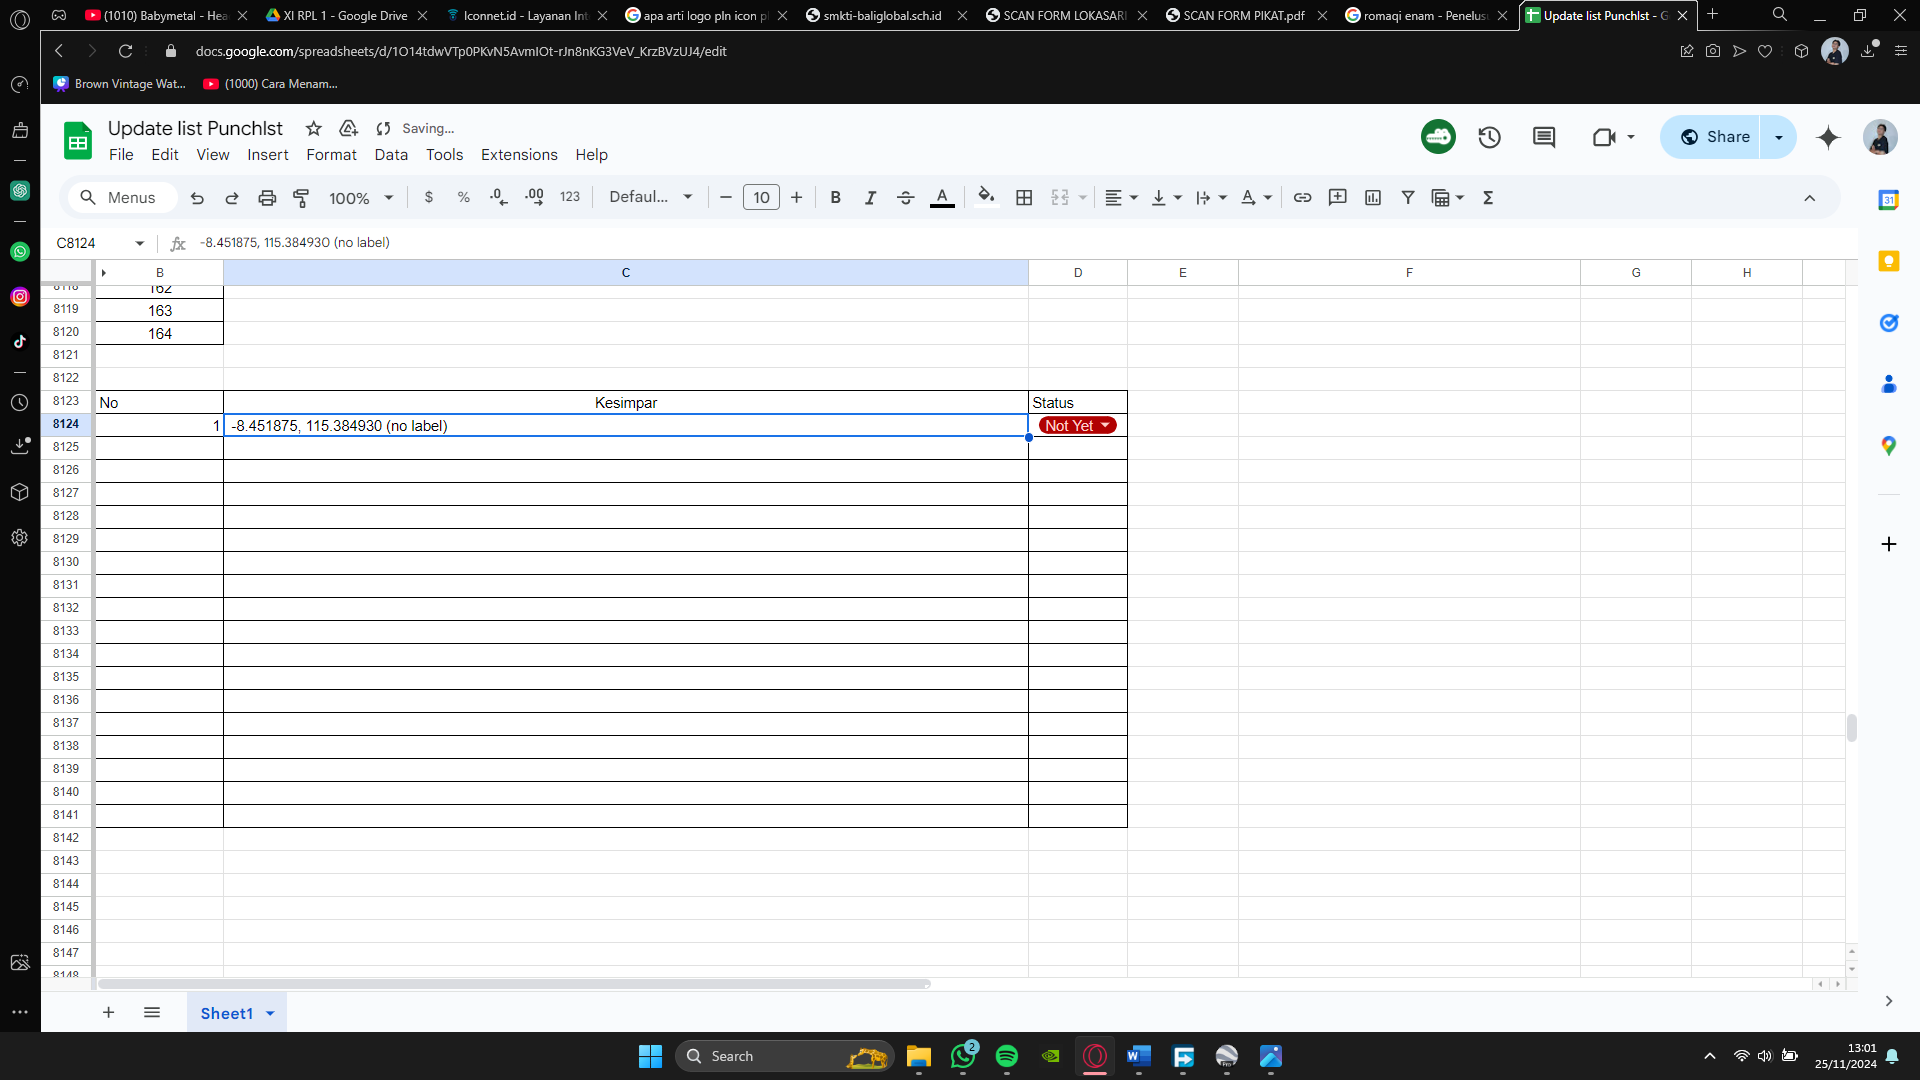 (1010) Babymetal - Hea
XI RPL 1 - Google Drive
Iconnet.id - Layanan Int
apa arti logo pln icon p
smkti-baliglobal.sch.id
SCAN FORM LOKASARI
SCAN FORM PIKAT.pdf
romaqi enam - Penelus
Update list Punchlst - G
docs.google.com/spreadsheets/d/1O14tdwVTp0PKvN5AvmIOt-rJn8nKG3VeV_KrzBVzUJ4/edit
Brown Vintage Wat...
(1000) Cara Menam...
Update list Punchlst
Saving...
File Edit View Insert Format Data Tools Extensions Help
Share
Menus
100%
$ % .0 .00 123
Defaul...
10
B I
A
31
C8124
fx -8.451875, 115.384930 (no label)
B C D E F G H
8118 162
8119 163
8120 164
8121
8122
8123 No Kesimpar Status
8124 1 -8.451875, 115.384930 (no label) Not Yet
8125
8126
8127
8128
8129
8130
8131
8132
8133
8134
8135
8136
8137
8138
8139
8140
8141
8142
8143
8144
8145
8146
8147
8148
Sheet1
Search
2
13:01
25/11/2024